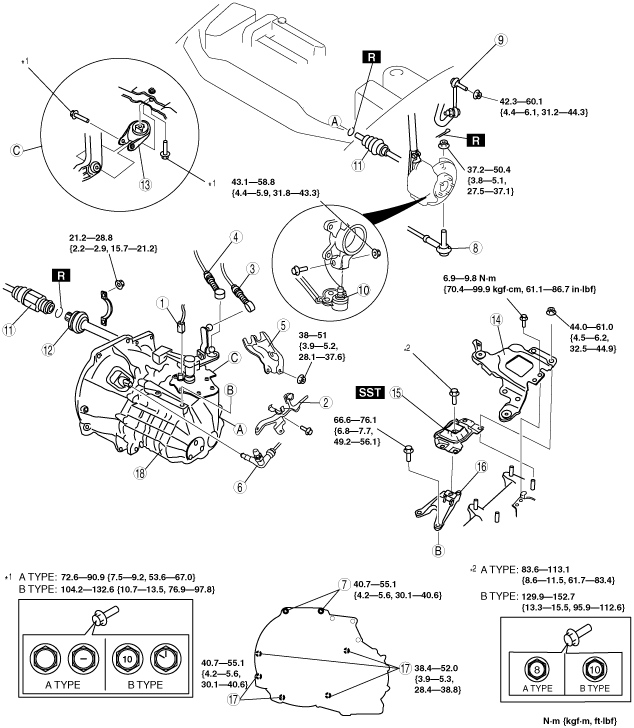 *1
C
13
*1
R
A
11
9
42.3—60.1
{4.4—6.1, 31.2—44.3}
R
37.2—50.4
{3.8—5.1,
27.5—37.1}
8
43.1—58.8
{4.4—5.9, 31.8—43.3}
10
21.2—28.8
{2.2—2.9, 15.7—21.2}
R
11
12
4
3
1
5
38—51
{3.9—5.2,
28.1—37.6}
C
B
2
A
6
18
6.9—9.8 N·m
{70.4—99.9 kgf·cm, 61.1—86.7 in·lbf}
14
44.0—61.0
{4.5—6.2,
32.5—44.9}
*2
SST
15
66.6—76.1
{6.8—7.7,
49.2—56.1}
16
B
*1 A TYPE: 72.6—90.9 {7.5—9.2, 53.6—67.0}
B TYPE: 104.2—132.6 {10.7—13.5, 76.9—97.8}
10
A TYPE
B TYPE
7 40.7—55.1
{4.2—5.6, 30.1—40.6}
40.7—55.1
{4.2—5.6,
30.1—40.6}
17
17 38.4—52.0
{3.9—5.3,
28.4—38.8}
*2 A TYPE: 83.6—113.1
{8.6—11.5, 61.7—83.4}
B TYPE: 129.9—152.7
{13.3—15.5, 95.9—112.6}
8
10
A TYPE
B TYPE
N·m {kgf·m, ft·lbf}